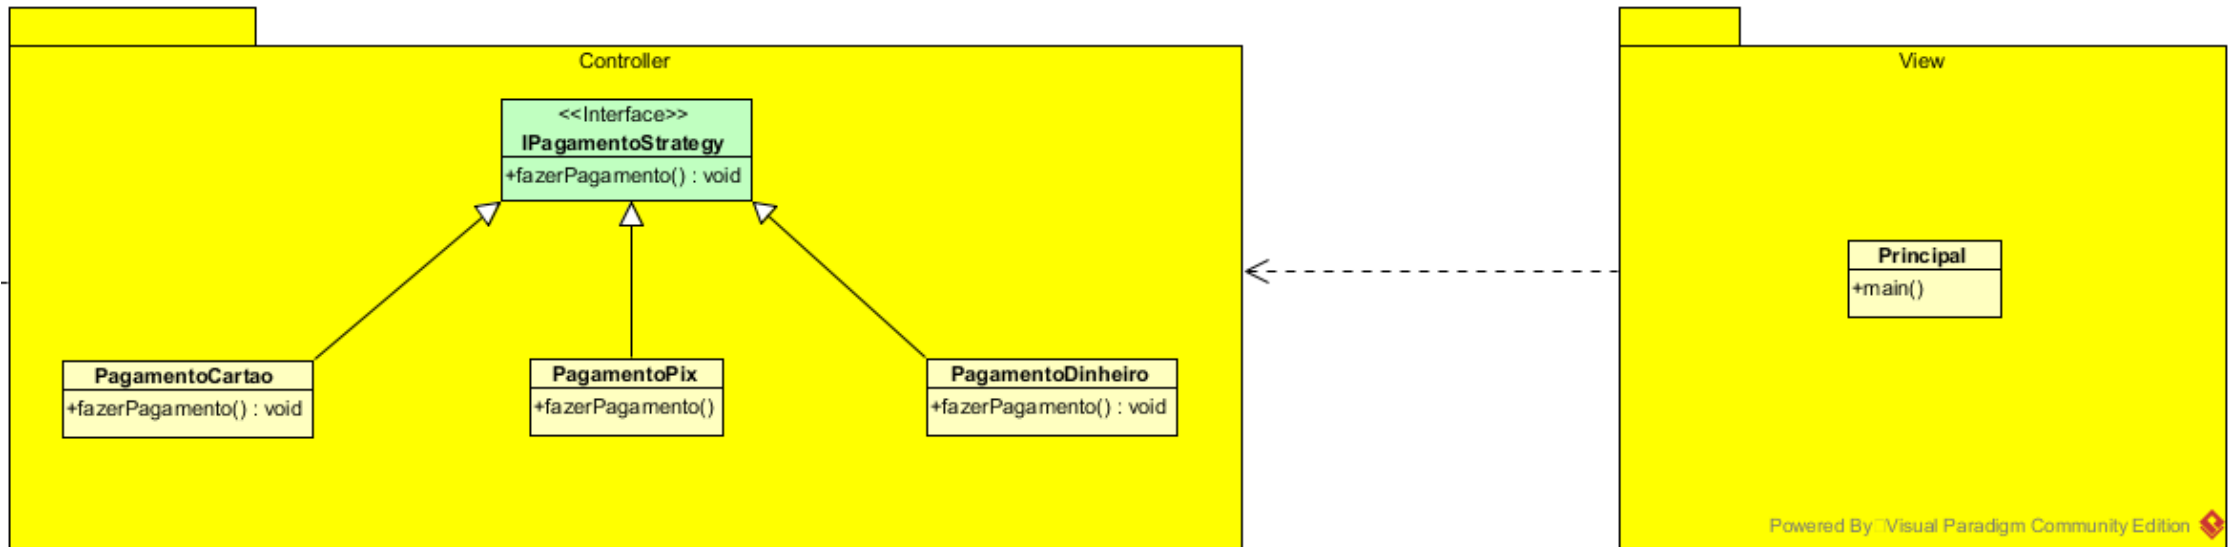 Controller
<<Interface>>
IPagamentoStrategy
+fazerPagamento() : void
PagamentoCartao
+fazerPagamento() : void
PagamentoPix
+fazerPagamento()
PagamentoDinheiro
+fazerPagamento() : void
View
Principal
+main()
Powered By Visual Paradigm Community Edition